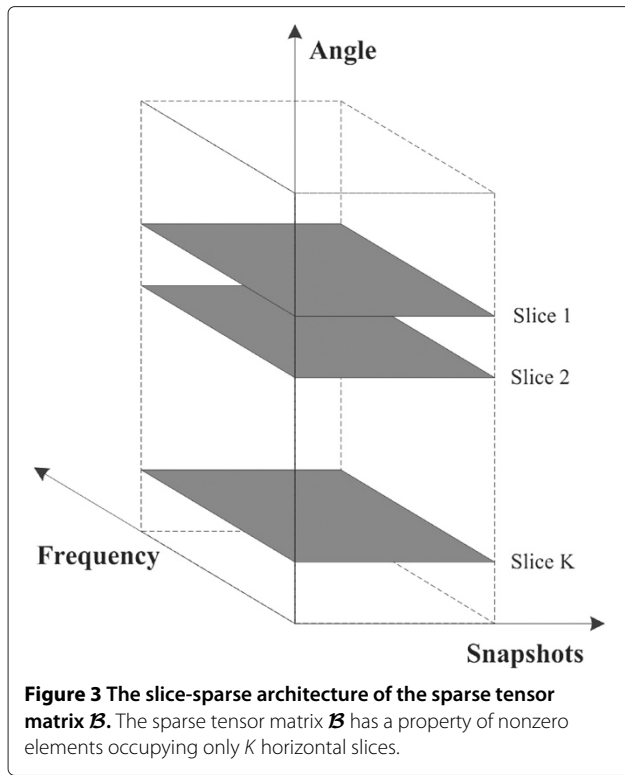 Angle
Slice 1
Slice 2
Frequency
Slice K
Snapshots
Figure 3 The slice-sparse architecture of the sparse tensor
matrix 𝓑. The sparse tensor matrix 𝓑 has a property of nonzero
elements occupying only K horizontal slices.